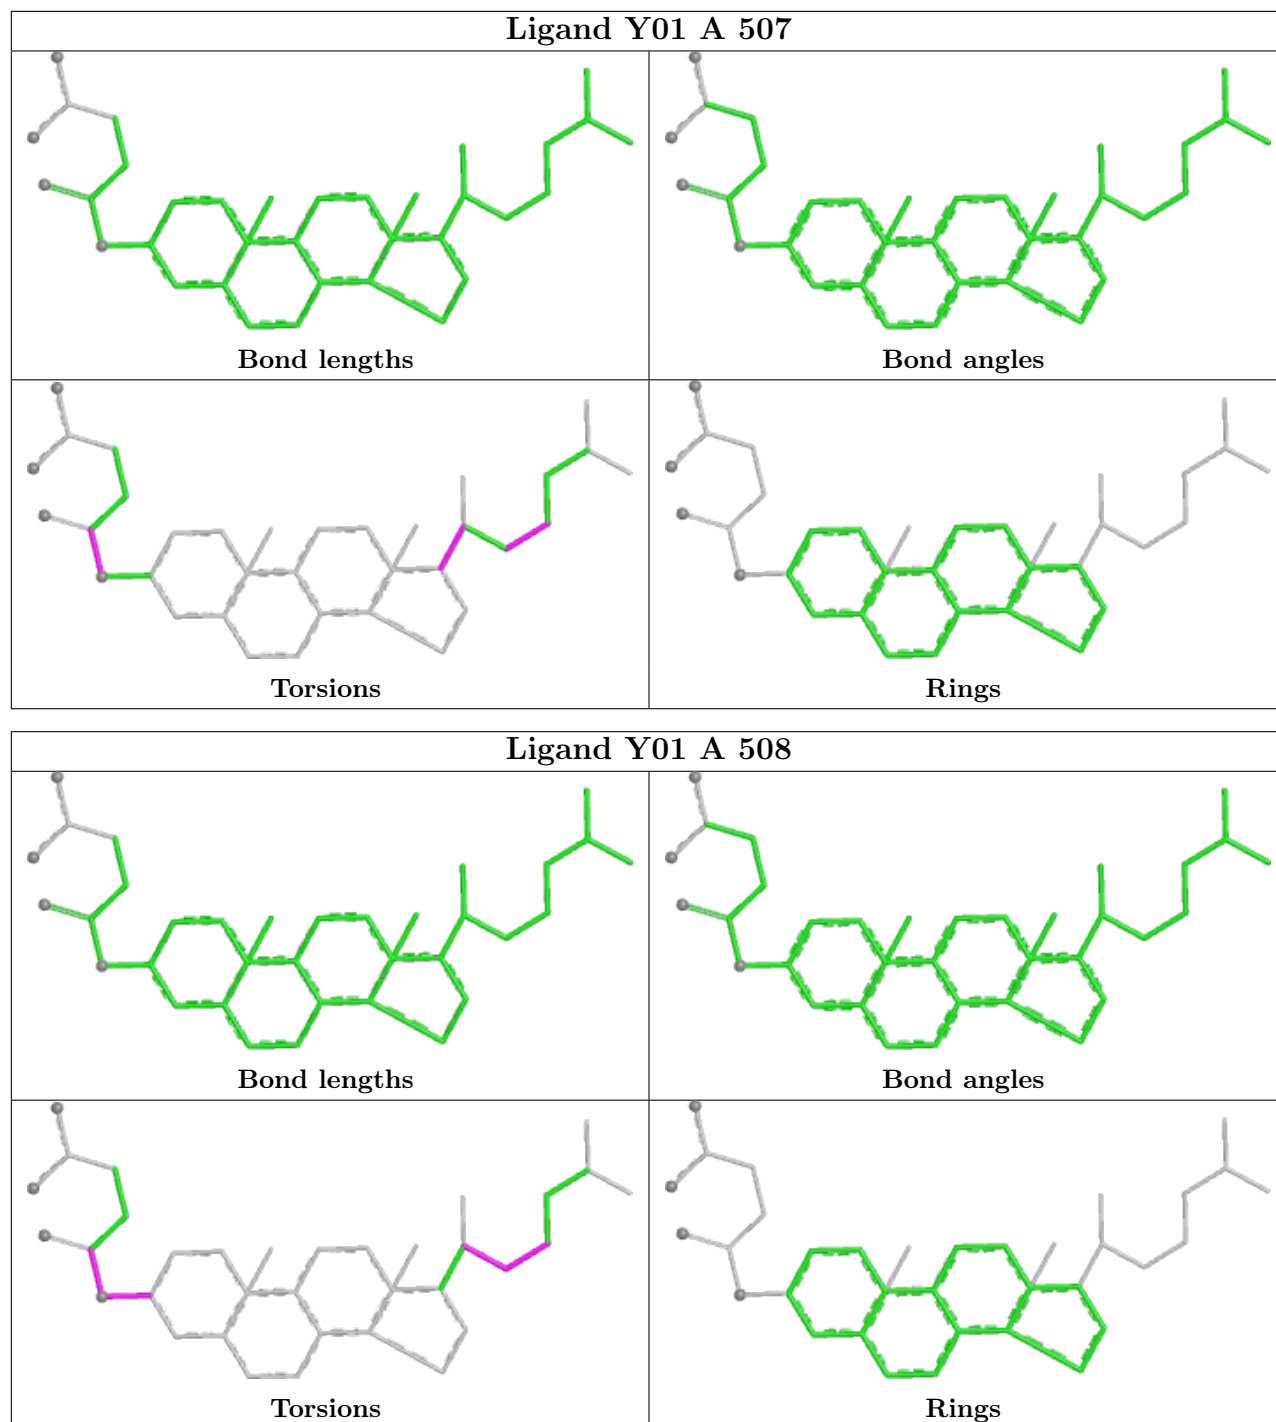 Ligand Y01 A 507
Bond lengths
Bond angles
Torsions
Rings
Ligand Y01 A 508
Bond lengths
Bond angles
Torsions
Rings